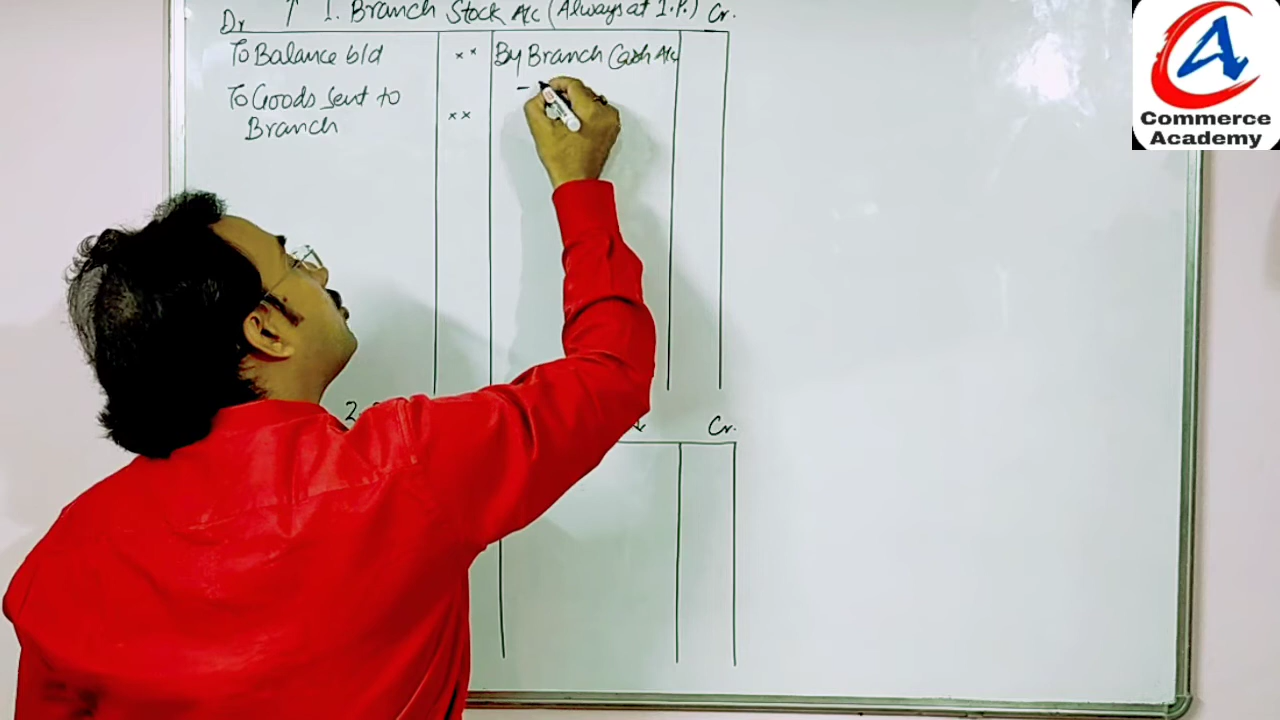 Dr ↑ 1. Branch Stock A/c (Always at I.P.) Cr.
To Balance b/d ×× By Branch Cash A/c
To Goods Sent to
Branch ××
-
2.
Cr.
Commerce
Academy